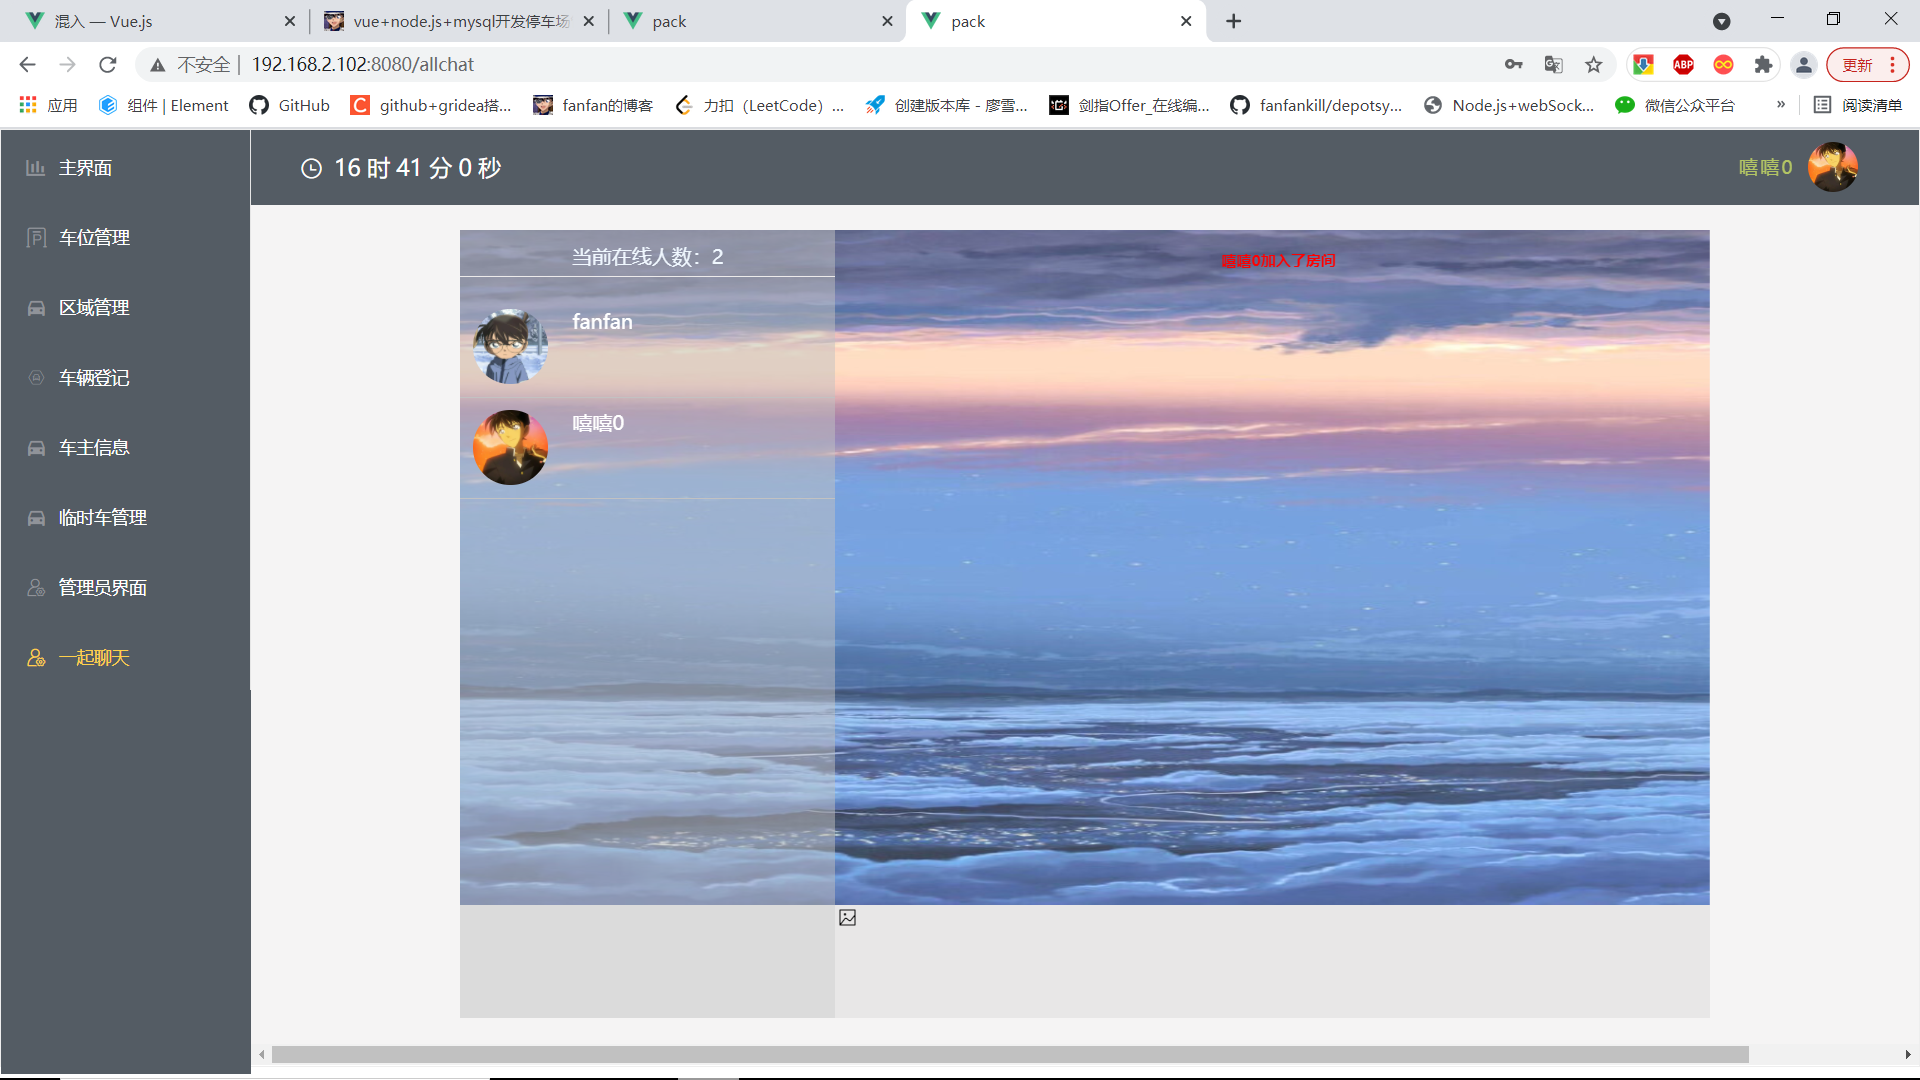 混入 — Vue.js
vue+node.js+mysql开发停车场
pack
pack
不安全 | 192.168.2.102:8080/allchat
ABP
更新
应用
组件 | Element
GitHub
github+gridea搭...
fanfan的博客
力扣（LeetCode）...
创建版本库 - 廖雪...
剑指Offer_在线编...
fanfankill/depotsy...
Node.js+webSock...
微信公众平台
»
阅读清单
主界面
车位管理
区域管理
车辆登记
车主信息
临时车管理
管理员界面
一起聊天
16 时 41 分 0 秒
嘻嘻0
当前在线人数：2
fanfan
嘻嘻0
嘻嘻0加入了房间